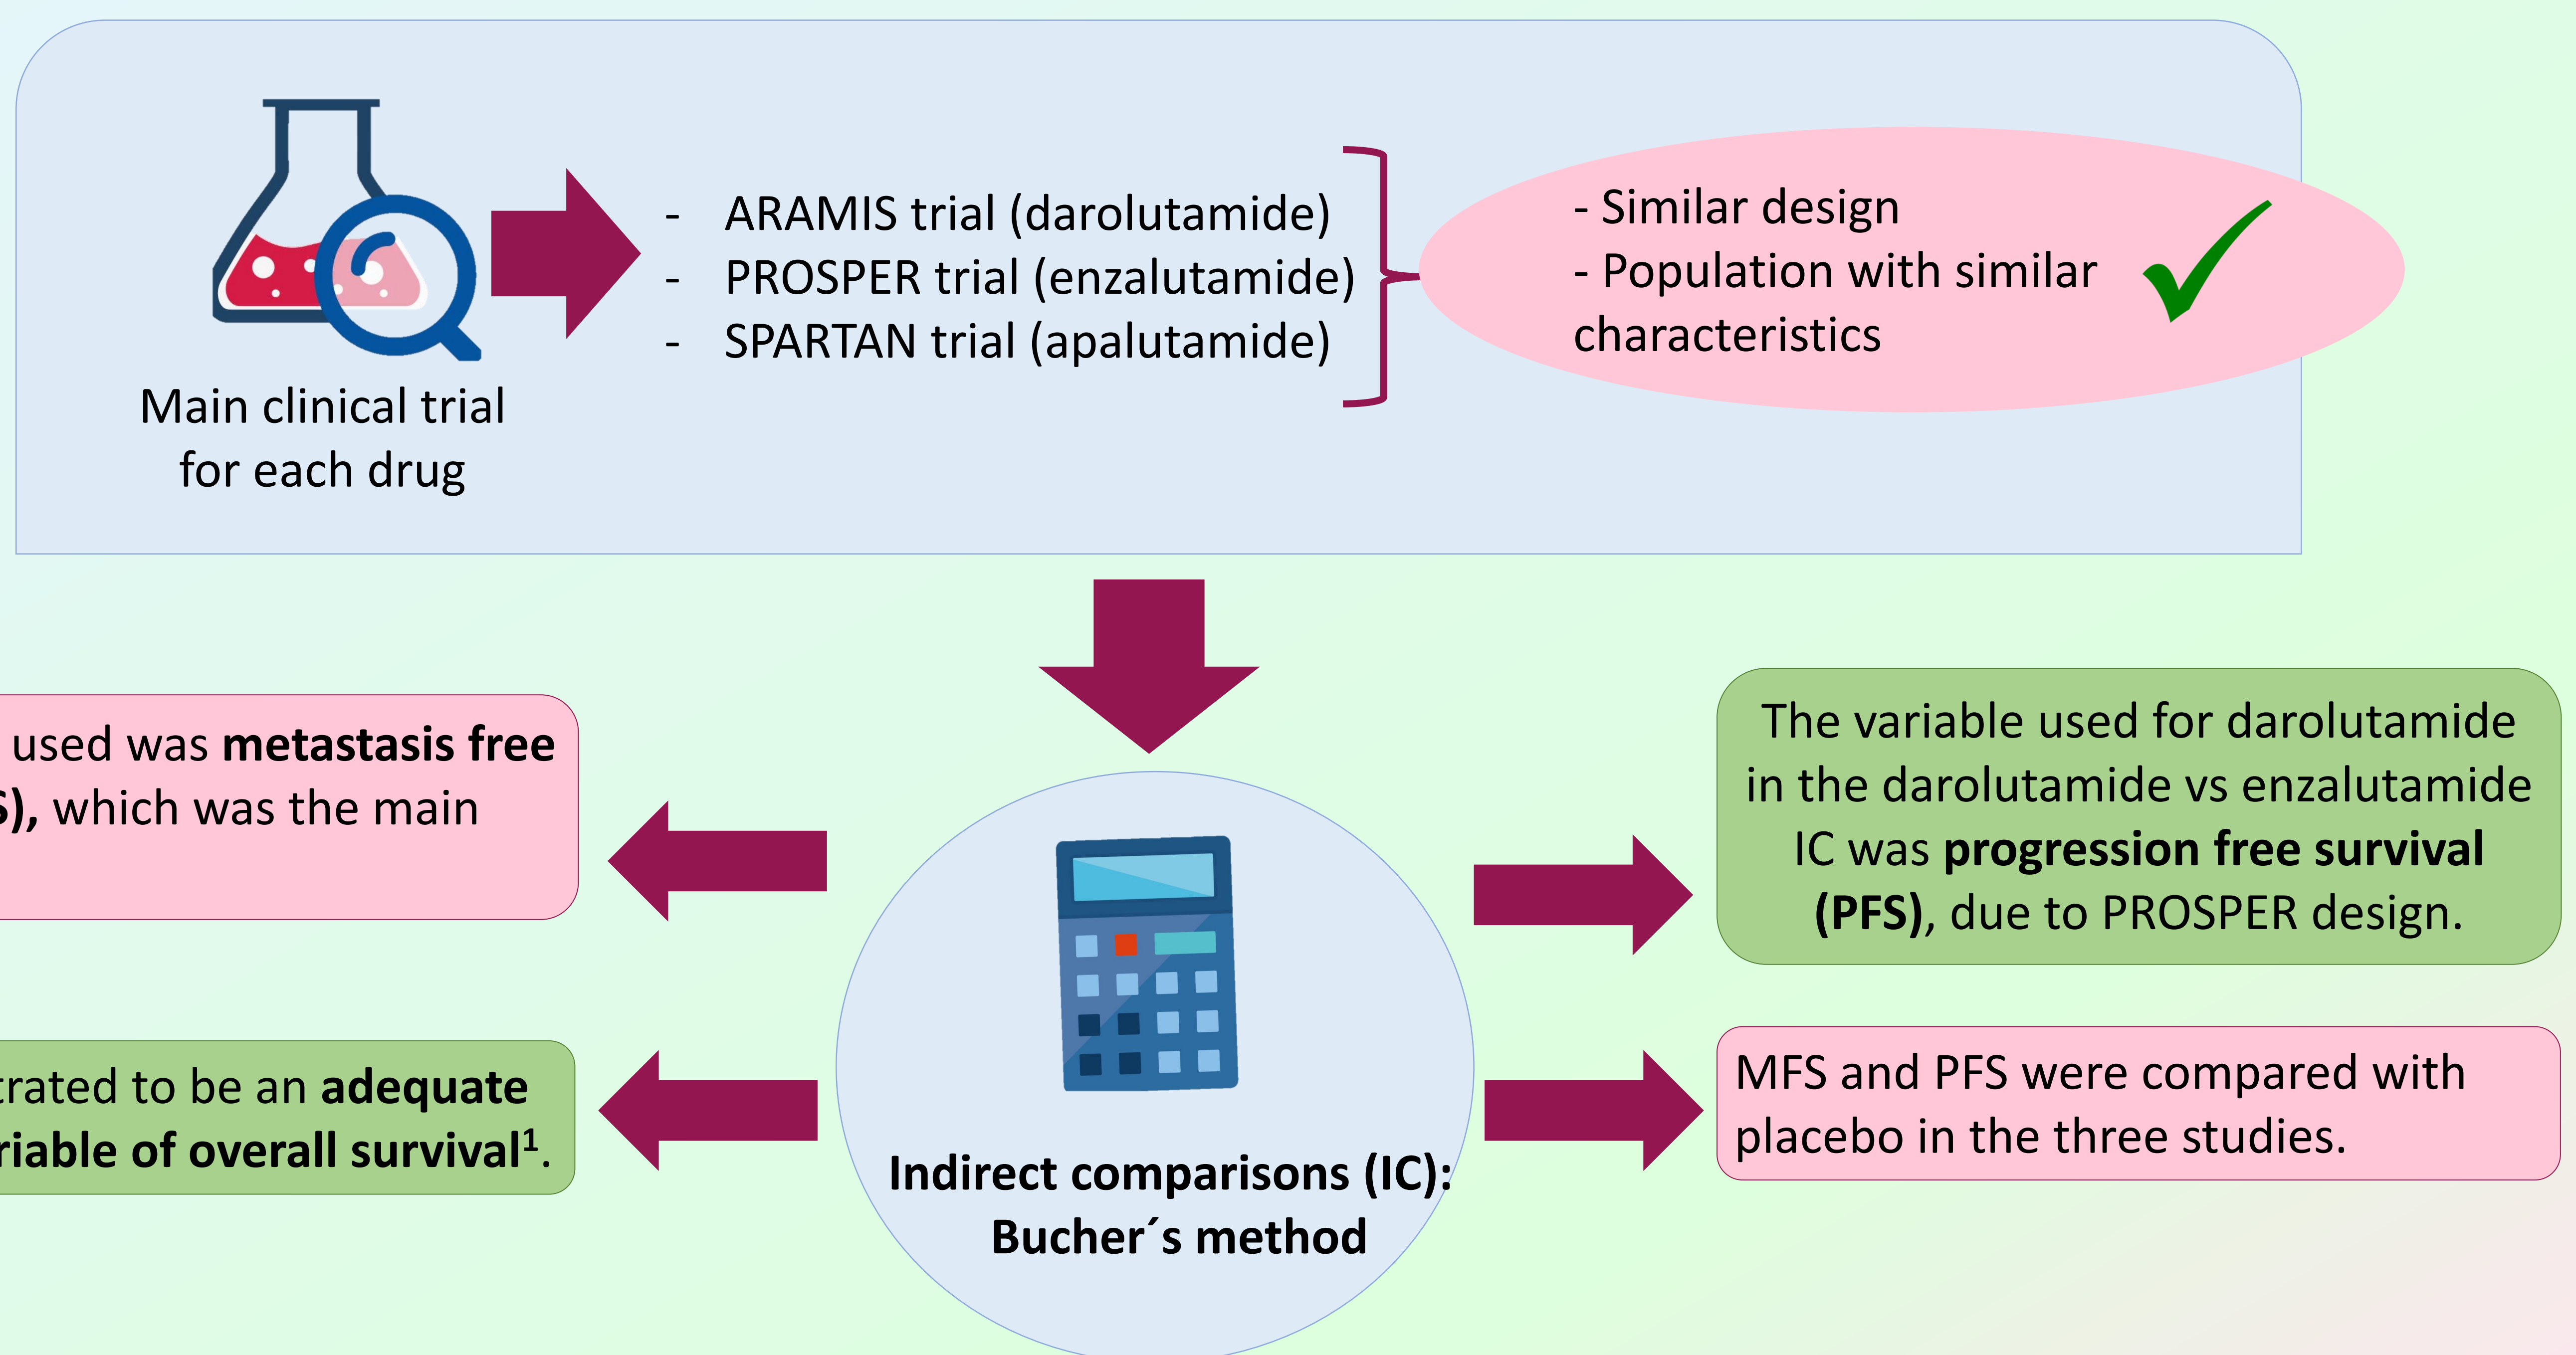 - ARAMIS trial (darolutamide)
- PROSPER trial (enzalutamide)
- SPARTAN trial (apalutamide)
- Similar design
- Population with similar
characteristics
Main clinical trial
for each drug
used was metastasis free
), which was the main
adequate
of overall survival¹.
trated to be an
The variable used for darolutamide
in the darolutamide vs enzalutamide
IC was progression free survival
(PFS), due to PROSPER design.
MFS and PFS were compared with
placebo in the three studies.
Indirect comparisons (IC):
Bucher´s method